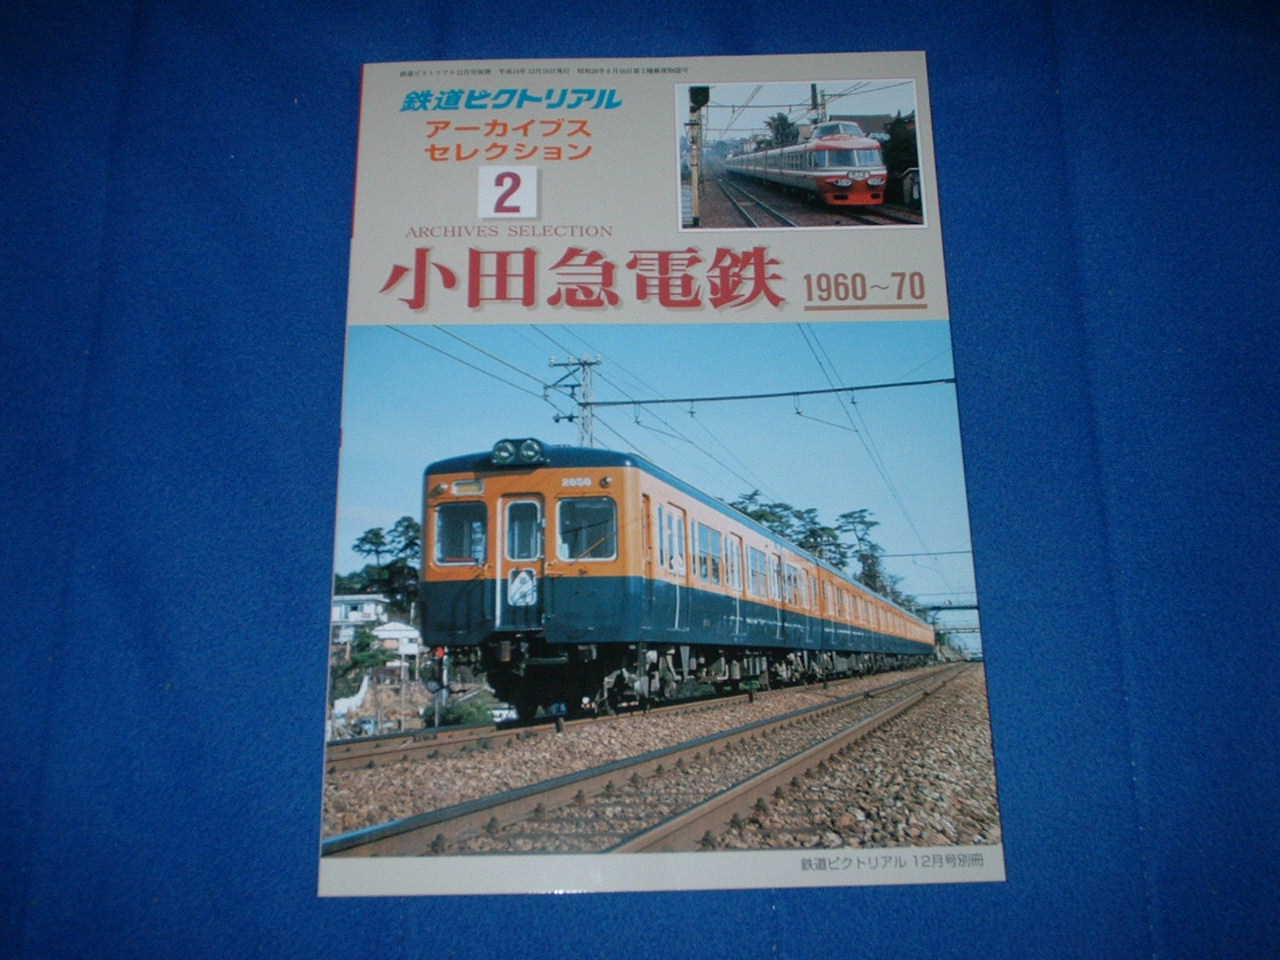 鉄道ピクトリアル
アーカイブス
セレクション
2
ARCHIVES SELECTION
小田急電鉄 1960～70
2656
鉄道ピクトリアル 12月号別冊